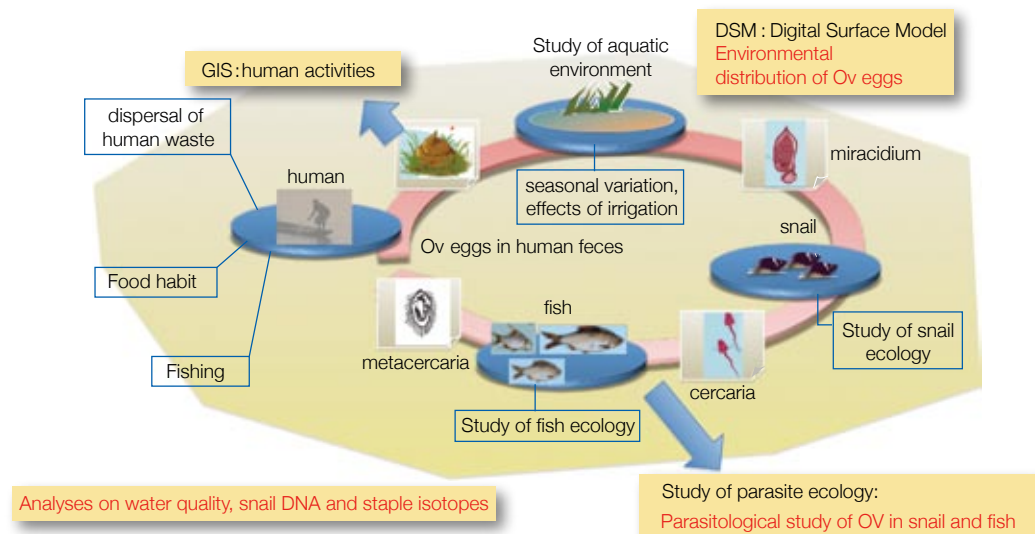 DSM : Digital Surface Model
Environmental
distribution of Ov eggs
Study of aquatic
environment
GIS : human activities
dispersal of
human waste
miracidium
human
seasonal variation,
effects of irrigation
snail
Ov eggs in human feces
Food habit
fish
Study of snail
ecology
metacercaria
Fishing
cercaria
Study of fish ecology
Analyses on water quality, snail DNA and staple isotopes
Study of parasite ecology:
Parasitological study of OV in snail and fish